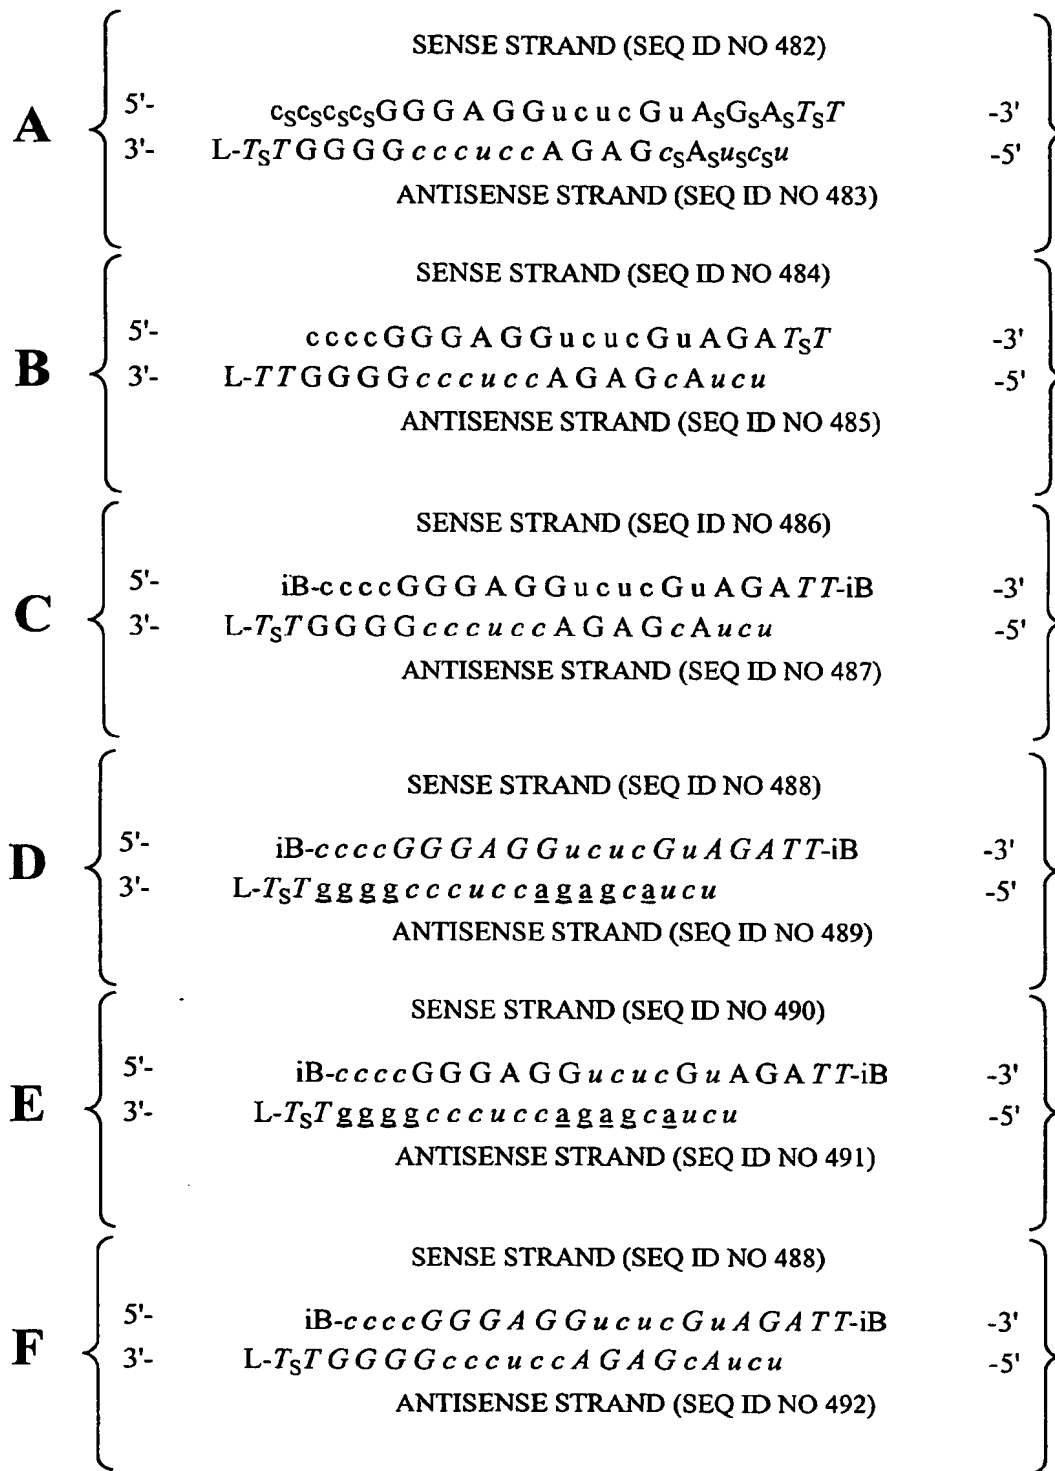 SENSE STRAND (SEQ ID NO 482)
A
5'- cScScScSGGGAGGucucGuASGSASTST -3'
3'- L-TSTGGGGcccuccAGAGcSASuScSu -5'
ANTISENSE STRAND (SEQ ID NO 483)
SENSE STRAND (SEQ ID NO 484)
B
5'- ccccGGGAGGucucGuAGATST -3'
3'- L-TTGGGGcccuccAGAGcAucu -5'
ANTISENSE STRAND (SEQ ID NO 485)
SENSE STRAND (SEQ ID NO 486)
C
5'- iB-ccccGGGAGGucucGuAGATT-iB -3'
3'- L-TSTGGGGcccuccAGAGcAucu -5'
ANTISENSE STRAND (SEQ ID NO 487)
SENSE STRAND (SEQ ID NO 488)
D
5'- iB-ccccGGGAGGucucGuAGATT-iB -3'
3'- L-TSTggggcccuccagagcaucu -5'
ANTISENSE STRAND (SEQ ID NO 489)
SENSE STRAND (SEQ ID NO 490)
E
5'- iB-ccccGGGAGGucucGuAGATT-iB -3'
3'- L-TSTggggcccuccagagcaucu -5'
ANTISENSE STRAND (SEQ ID NO 491)
SENSE STRAND (SEQ ID NO 488)
F
5'- iB-ccccGGGAGGucucGuAGATT-iB -3'
3'- L-TSTGGGGcccuccAGAGcAucu -5'
ANTISENSE STRAND (SEQ ID NO 492)